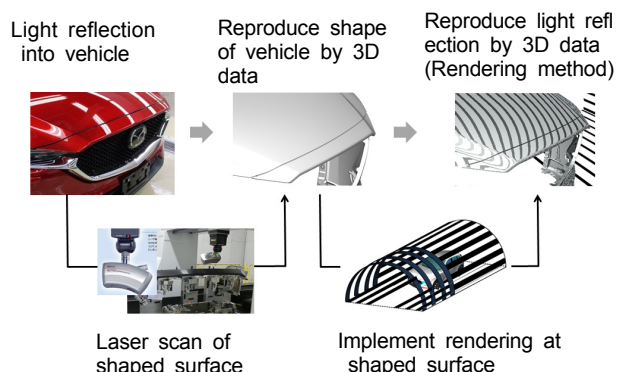 Light reflection
into vehicle
Reproduce shape
of vehicle by 3D
data
Reproduce light refl
ection by 3D data
(Rendering method)
Laser scan of
shaped surface
Implement rendering at
shaped surface